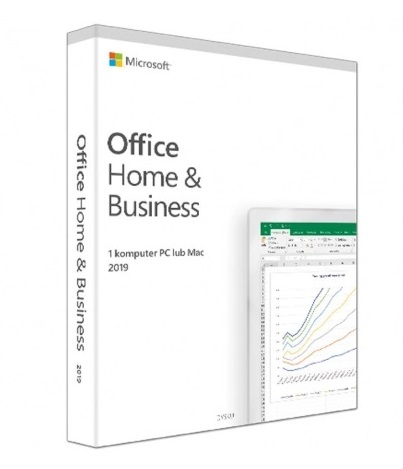 Microsoft
Office
Home &
Business
1 komputer PC lub Mac
2019
Office Home & Business
2019